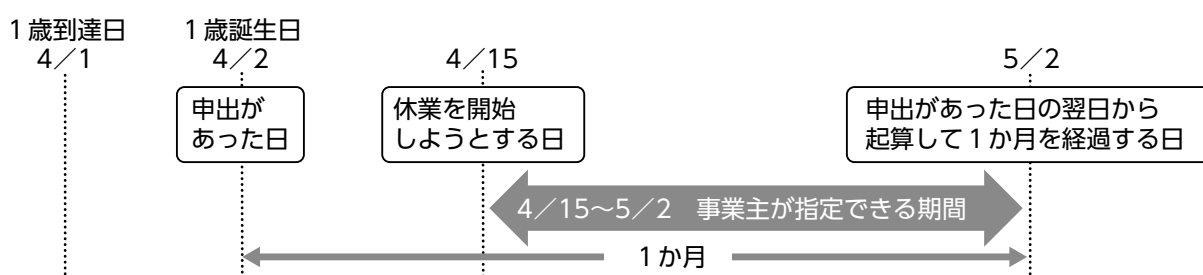 1歳到達日
4／1
1歳誕生日
4／2
4／15
5／2
申出が
あった日
休業を開始
しようとする日
申出があった日の翌日から
起算して1か月を経過する日
4／15～5／2　事業主が指定できる期間
1か月